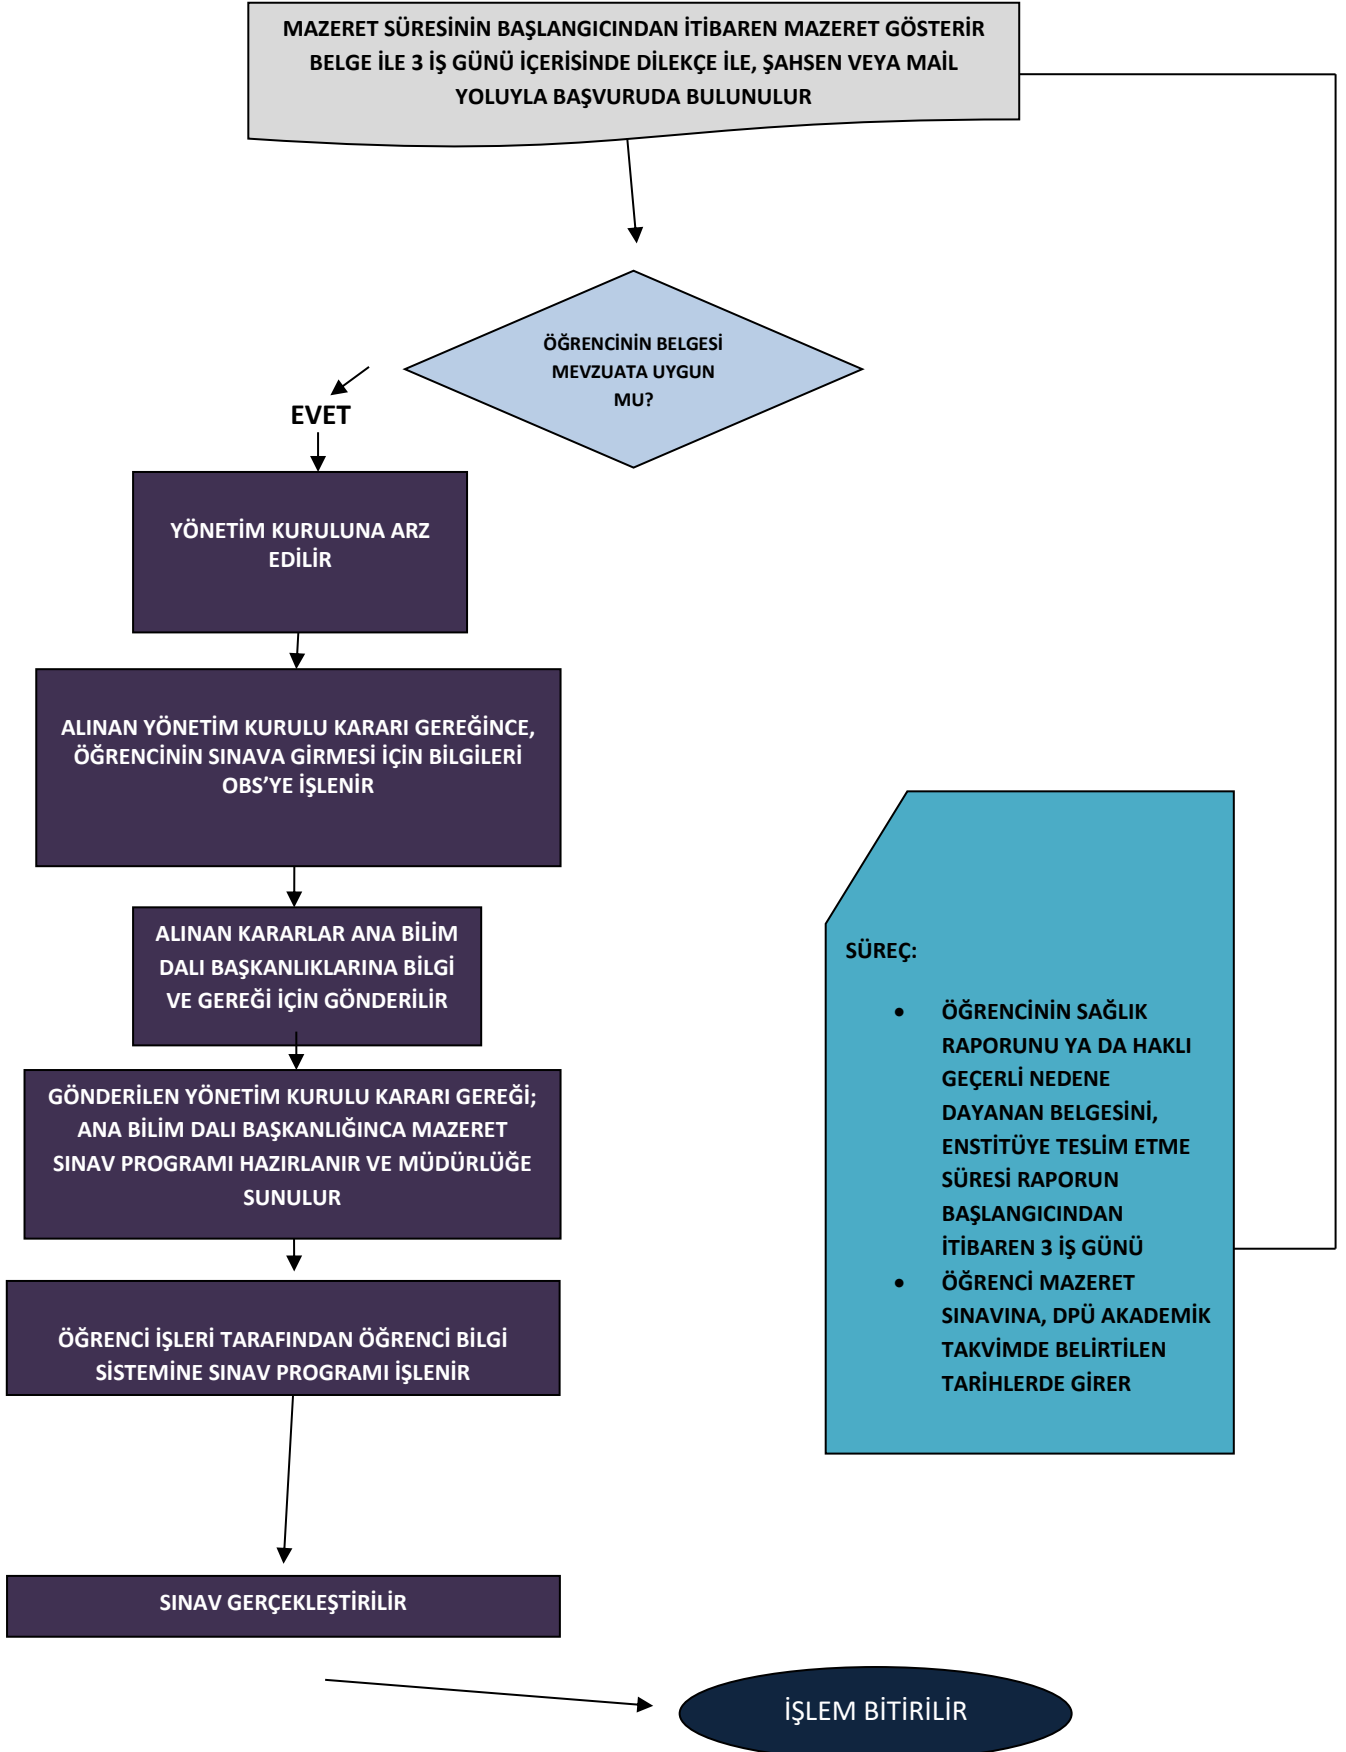 MAZERET SÜRESİNİN BAŞLANGICINDAN İTİBAREN MAZERET GÖSTERİR
BELGE İLE 3 İŞ GÜNÜ İÇERİSİNDE DİLEKÇE İLE, ŞAHSEN VEYA MAİL
YOLUYLA BAŞVURUDA BULUNULUR
ÖĞRENCİNİN BELGESİ
MEVZUATA UYGUN
MU?
EVET
YÖNETİM KURULUNA ARZ
EDİLİR
ALINAN YÖNETİM KURULU KARARI GEREĞİNCE,
ÖĞRENCİNİN SINAVA GİRMESİ İÇİN BİLGİLERİ
OBS’YE İŞLENİR
ALINAN KARARLAR ANA BİLİM
DALI BAŞKANLIKLARINA BİLGİ
VE GEREĞİ İÇİN GÖNDERİLİR
GÖNDERİLEN YÖNETİM KURULU KARARI GEREĞİ;
ANA BİLİM DALI BAŞKANLIĞINCA MAZERET
SINAV PROGRAMI HAZIRLANIR VE MÜDÜRLÜĞE
SUNULUR
ÖĞRENCİ İŞLERİ TARAFINDAN ÖĞRENCİ BİLGİ
SİSTEMİNE SINAV PROGRAMI İŞLENİR
SINAV GERÇEKLEŞTİRİLİR
İŞLEM BİTİRİLİR
SÜREÇ:
• ÖĞRENCİNİN SAĞLIK
RAPORUNU YA DA HAKLI
GEÇERLİ NEDENE
DAYANAN BELGESİNİ,
ENSTİTÜYE TESLİM ETME
SÜRESİ RAPORUN
BAŞLANGICINDAN
İTİBAREN 3 İŞ GÜNÜ
• ÖĞRENCİ MAZERET
SINAVINA, DPÜ AKADEMİK
TAKVİMDE BELİRTİLEN
TARİHLERDE GİRER